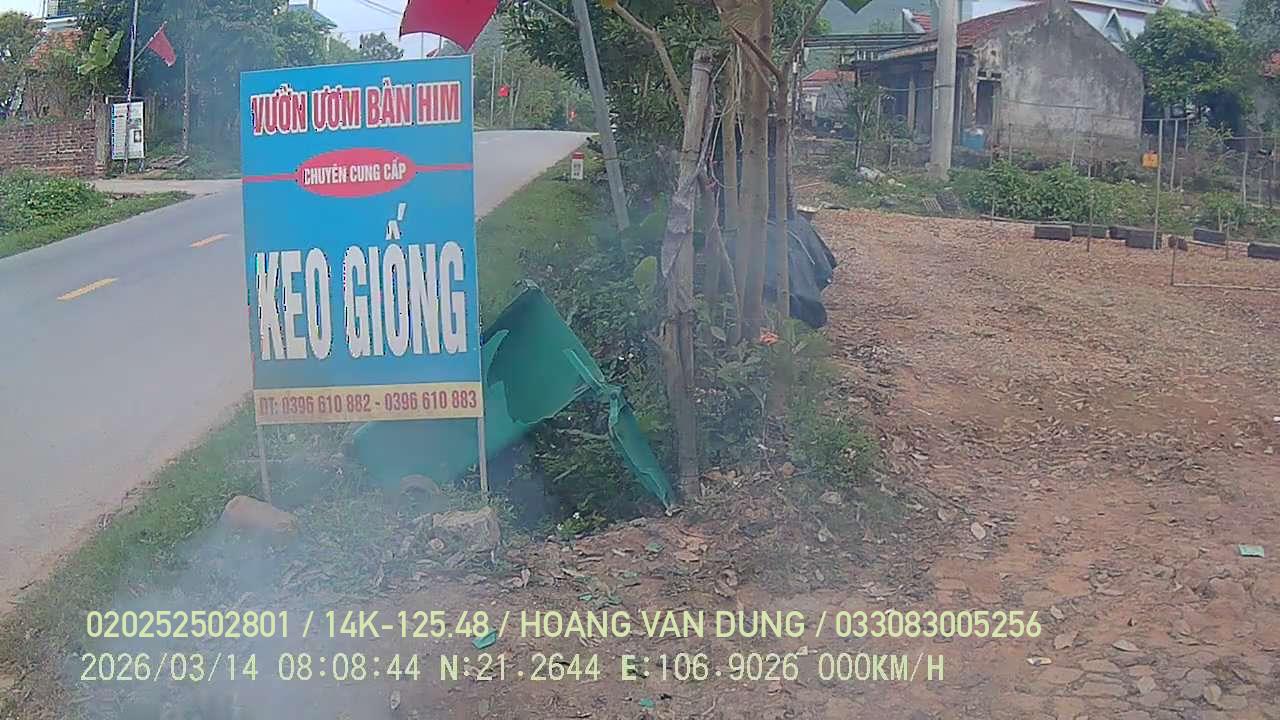 VƯỜN ƯƠM BẢN HIM
CHUYÊN CUNG CẤP
KEO GIỐNG
ĐT: 0396 610 882 - 0396 610 883
020252502801 / 14K-125.48 / HOANG VAN DUNG / 033083005256
2026/03/14 08:08:44 N:21.2644 E:106.9026 000KM/H